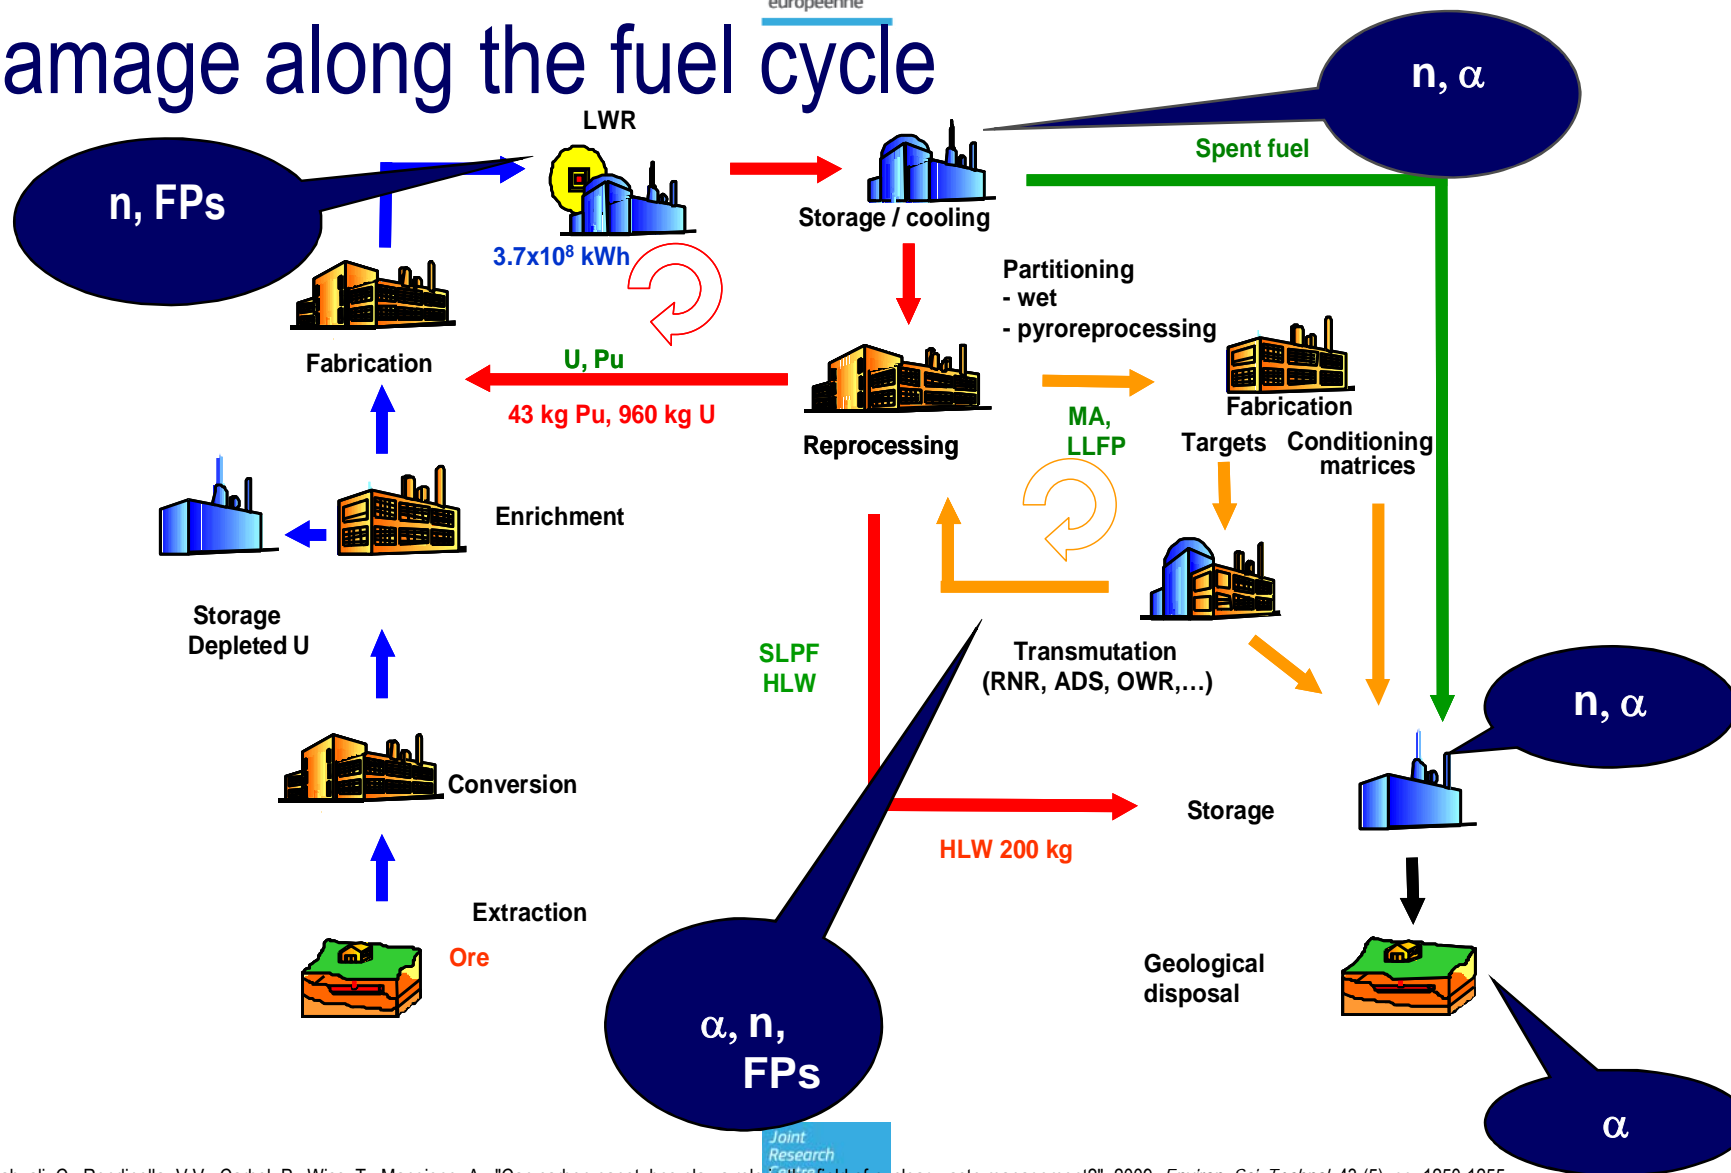 européenne
amage along the fuel cycle
n, α
LWR
Spent fuel
n, FPs
Storage / cooling
3.7x10⁸ kWh
Partitioning
- wet
- pyroreprocessing
Fabrication
U, Pu
43 kg Pu, 960 kg U
MA,
LLFP
Fabrication
Reprocessing
Targets
Conditioning
matrices
Enrichment
Storage
Depleted U
SLPF
HLW
Transmutation
(RNR, ADS, OWR,...)
n, α
Conversion
Storage
HLW 200 kg
Extraction
Ore
Geological
disposal
α, n,
FPs
α
Joint
Research